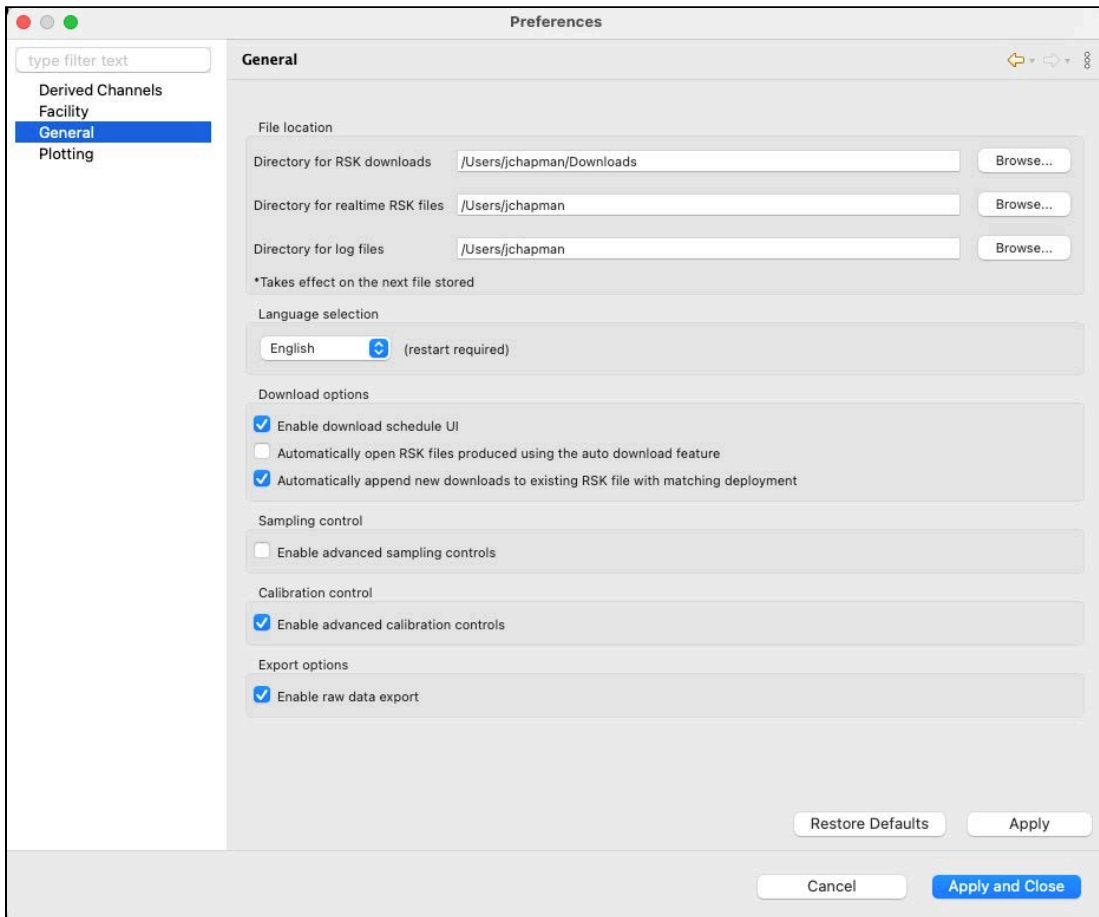 Preferences
type filter text
General
Derived Channels
Facility
General
Plotting
File location
Directory for RSK downloads /Users/jchapman/Downloads Browse...
Directory for realtime RSK files /Users/jchapman Browse...
Directory for log files /Users/jchapman Browse...
*Takes effect on the next file stored
Language selection
English (restart required)
Download options
Enable download schedule UI
Automatically open RSK files produced using the auto download feature
Automatically append new downloads to existing RSK file with matching deployment
Sampling control
Enable advanced sampling controls
Calibration control
Enable advanced calibration controls
Export options
Enable raw data export
Restore Defaults Apply
Cancel Apply and Close